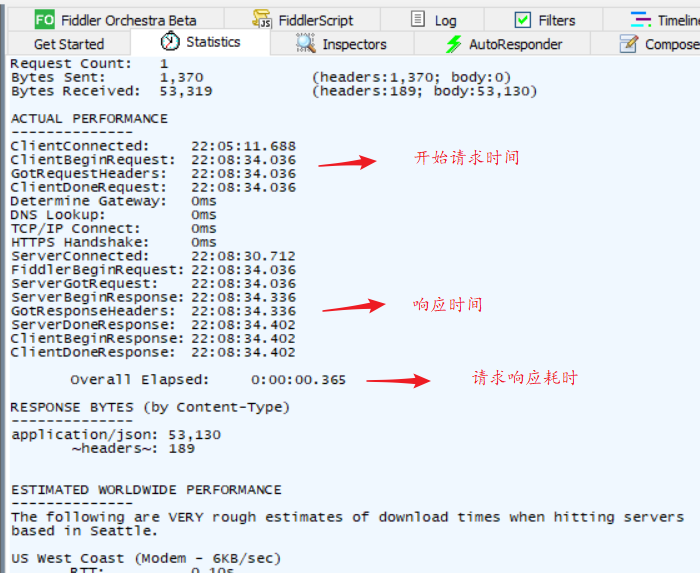 FO Fiddler Orchestra Beta JS FiddlerScript Log Filters Timeline
Get Started Statistics Inspectors AutoResponder Compose
Request Count: 1
Bytes Sent: 1,370 (headers:1,370; body:0)
Bytes Received: 53,319 (headers:189; body:53,130)
ACTUAL PERFORMANCE
--------------
ClientConnected: 22:05:11.688
ClientBeginRequest: 22:08:34.036
开始请求时间
GotRequestHeaders: 22:08:34.036
ClientDoneRequest: 22:08:34.036
Determine Gateway: 0ms
DNS Lookup: 0ms
TCP/IP Connect: 0ms
HTTPS Handshake: 0ms
ServerConnected: 22:08:30.712
FiddlerBeginRequest: 22:08:34.036
ServerGotRequest: 22:08:34.036
ServerBeginResponse: 22:08:34.336
响应时间
GotResponseHeaders: 22:08:34.336
ServerDoneResponse: 22:08:34.402
ClientBeginResponse: 22:08:34.402
ClientDoneResponse: 22:08:34.402
Overall Elapsed: 0:00:00.365
请求响应耗时
RESPONSE BYTES (by Content-Type)
--------------
application/json: 53,130
~headers~: 189
ESTIMATED WORLDWIDE PERFORMANCE
--------------
The following are VERY rough estimates of download times when hitting servers
based in Seattle.
US West Coast (Modem - 6KB/sec)
RTT: 0.10s